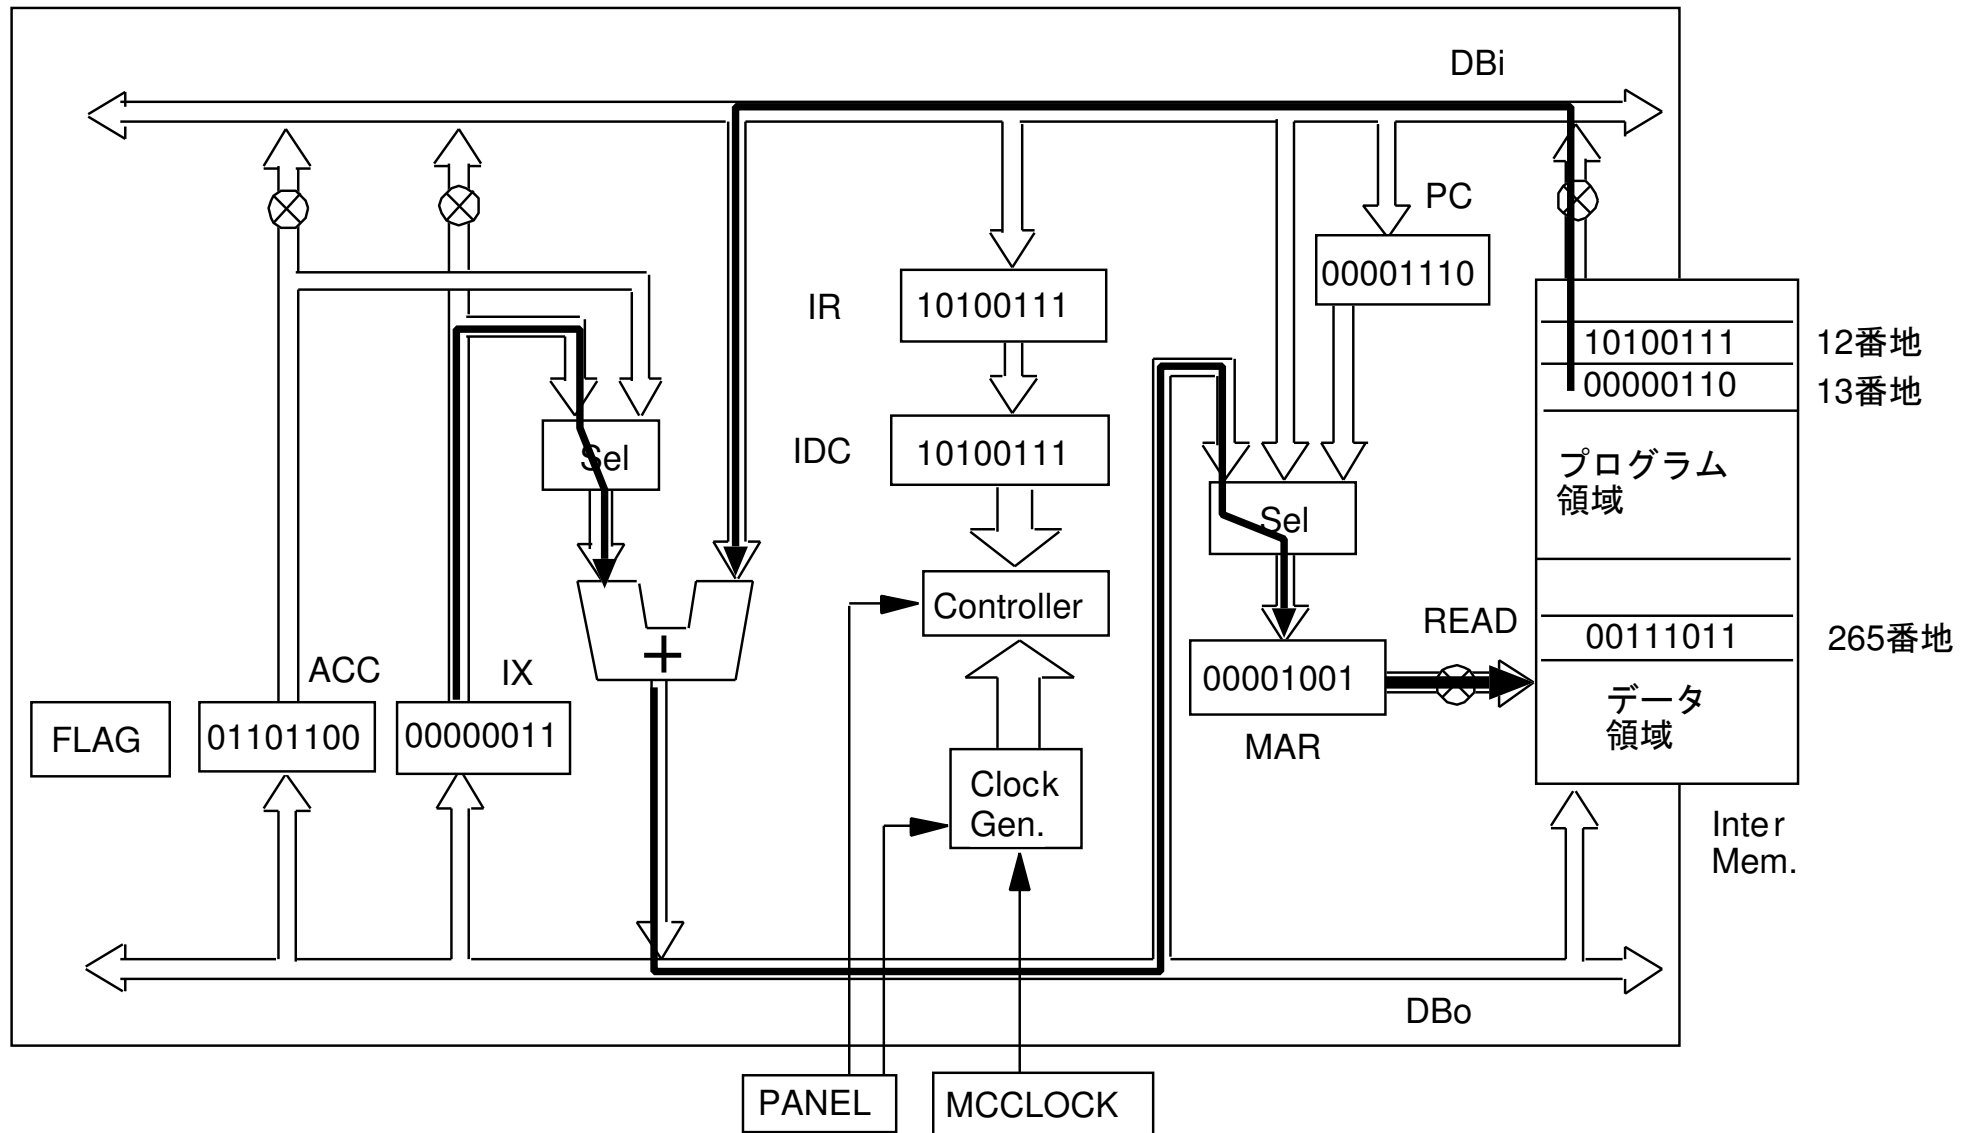 DBi
PC
00001110
IR
10100111
10100111
12番地
00000110
13番地
Sel
IDC
10100111
プログラム
領域
Sel
Controller
READ
00111011
265番地
+
ACC
IX
00001001
データ
領域
FLAG
01101100
00000011
MAR
Clock
Gen.
Inter
Mem.
DBo
PANEL
MCCLOCK